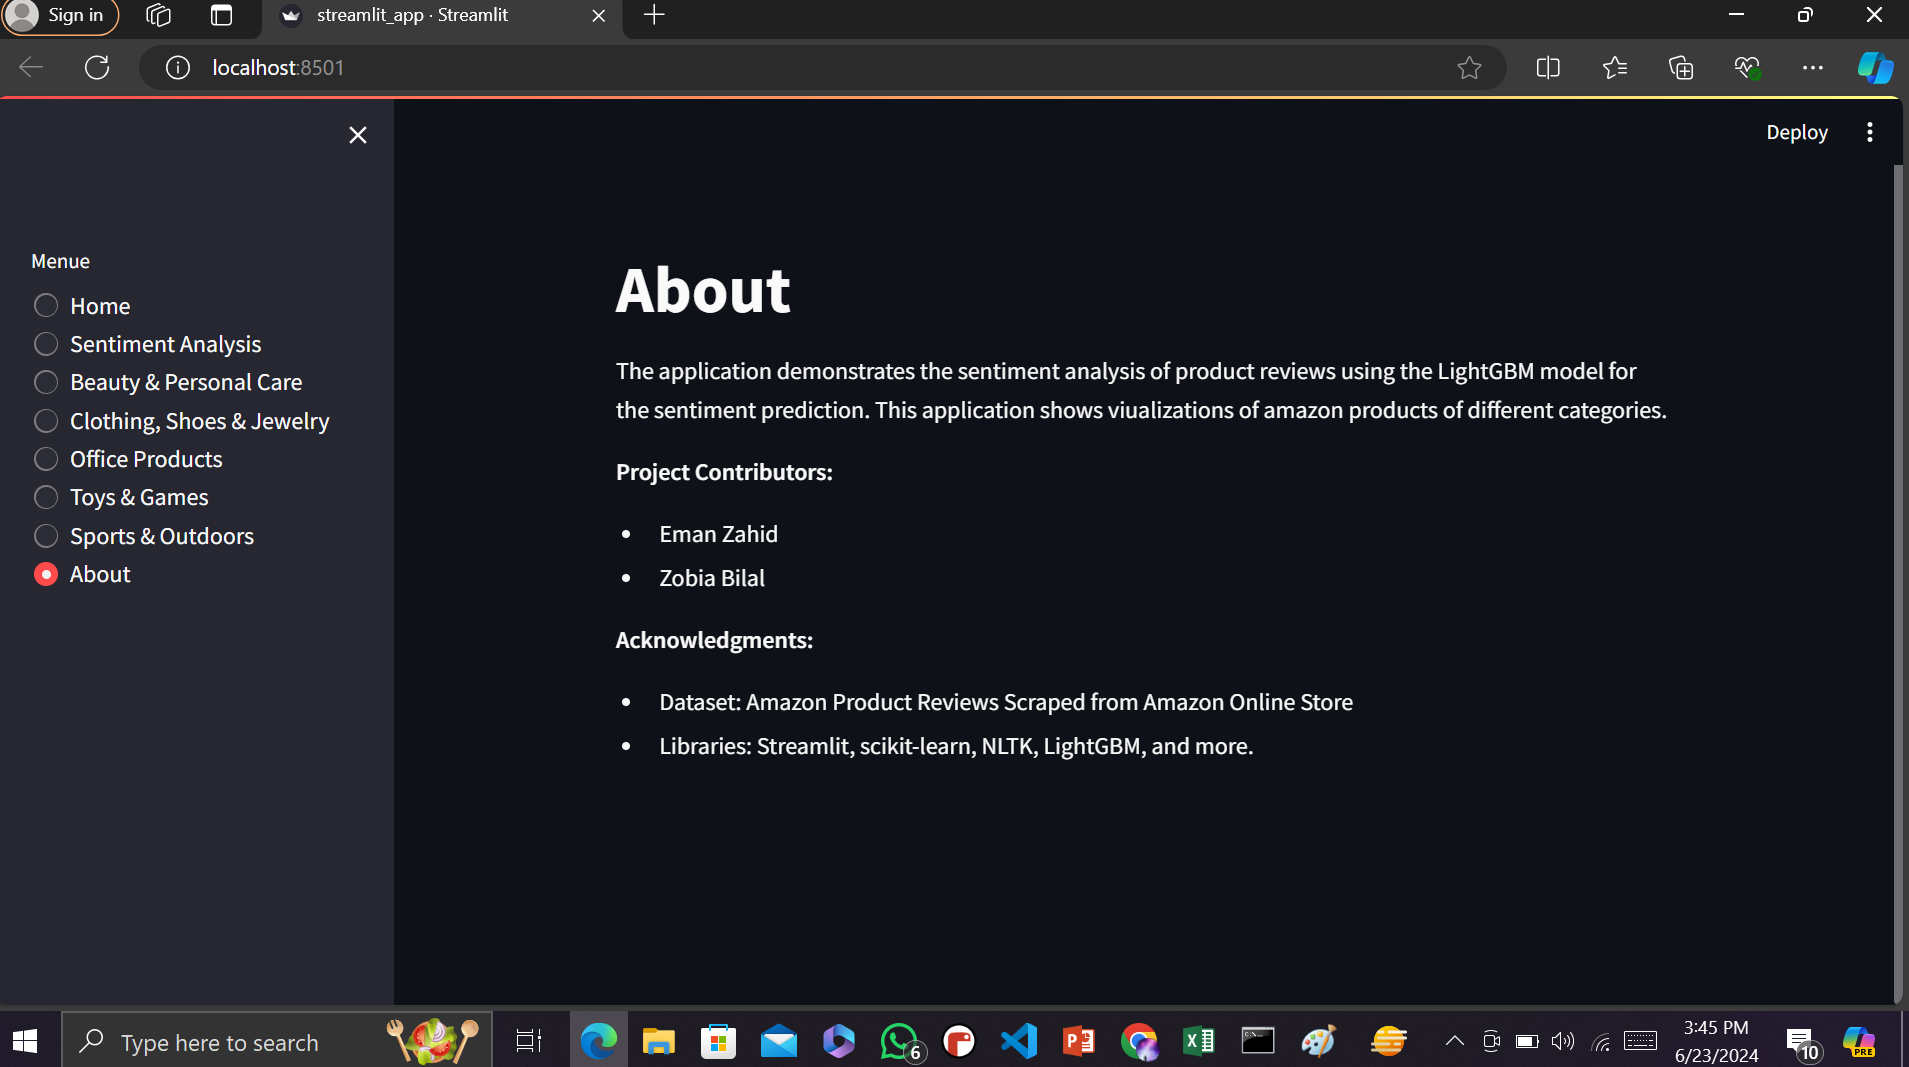 Sign in
streamlit_app · Streamlit
localhost:8501
Deploy
Menue
Home
Sentiment Analysis
Beauty & Personal Care
Clothing, Shoes & Jewelry
Office Products
Toys & Games
Sports & Outdoors
About
About
The application demonstrates the sentiment analysis of product reviews using the LightGBM model for
the sentiment prediction. This application shows viualizations of amazon products of different categories.
Project Contributors:
• Eman Zahid
• Zobia Bilal
Acknowledgments:
• Dataset: Amazon Product Reviews Scraped from Amazon Online Store
• Libraries: Streamlit, scikit-learn, NLTK, LightGBM, and more.
Type here to search
6
3:45 PM
6/23/2024
10
PRE